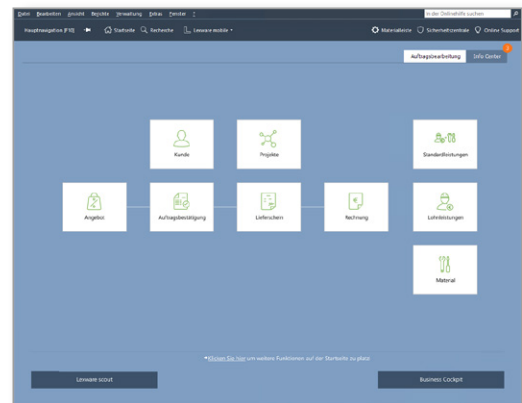 Datei Bearbeiten Ansicht Berichte Verwaltung Extras Fenster ?
In der Onlinehilfe suchen
Hauptnavigation [F10] Startseite Recherche Lexware mobile
Materialleiste Sicherheitszentrale Online Support
Auftragsbearbeitung Info Center
Kunde Projekte Standardleistungen
Angebot Auftragsbestätigung Lieferschein Rechnung Lohnleistungen
Material
Klicken Sie hier um weitere Funktionen auf der Startseite zu platz
Lexware scout Business Cockpit